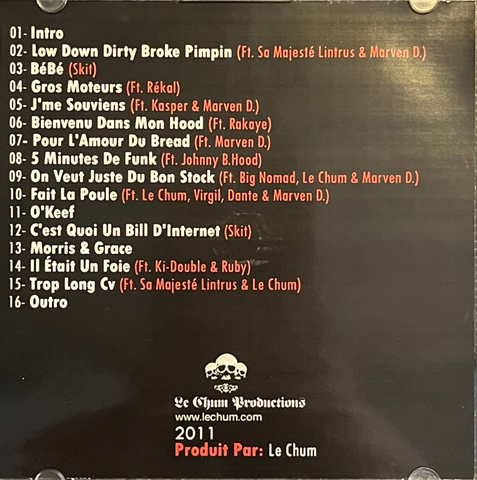 01- Intro
02- Low Down Dirty Broke Pimpin (Ft. Sa Majesté Lintrus & Marven D.)
03- BéBé (Skit)
04- Gros Moteurs (Ft. Rékal)
05- J'me Souviens (Ft. Kasper & Marven D.)
06- Bienvenu Dans Mon Hood (Ft. Rakaye)
07- Pour L'Amour Du Bread (Ft. Marven D.)
08- 5 Minutes De Funk (Ft. Johnny B.Hood)
09- On Veut Juste Du Bon Stock (Ft. Big Nomad, Le Chum & Marven D.)
10- Fait La Poule (Ft. Le Chum, Virgil, Dante & Marven D.)
11- O'Keef
12- C'est Quoi Un Bill D'Internet (Skit)
13- Morris & Grace
14- Il Était Un Foie (Ft. Ki-Double & Ruby)
15- Trop Long Cv (Ft. Sa Majesté Lintrus & Le Chum)
16- Outro
Le Chum Productions
www.lechum.com
2011
Produit Par: Le Chum